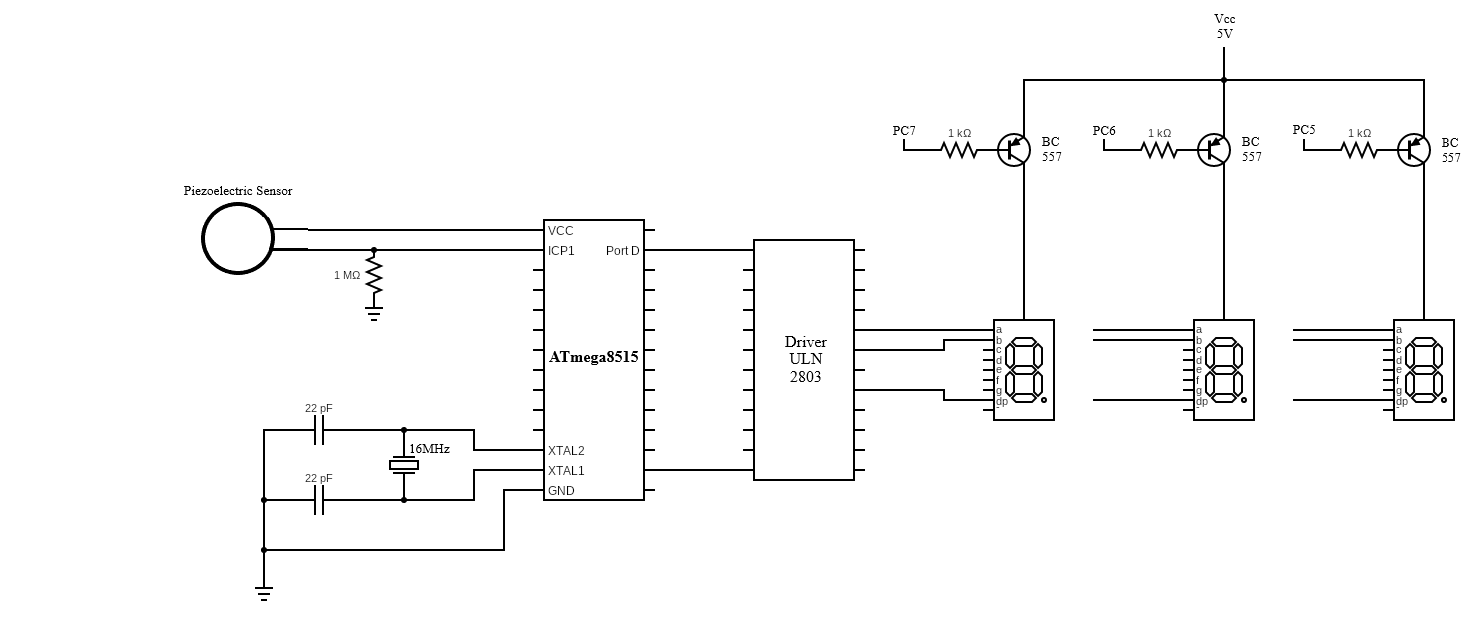 Vcc
5V
PC7
1 kΩ
BC
557
PC6
1 kΩ
BC
557
PC5
1 kΩ
BC
557
Piezoelectric Sensor
VCC
ICP1
Port D
1 MΩ
ATmega8515
XTAL2
XTAL1
GND
22 pF
16MHz
22 pF
Driver
ULN
2803
a
b
c
d
e
f
g
dp
-
a
b
c
d
e
f
g
dp
-
a
b
c
d
e
f
g
dp
-